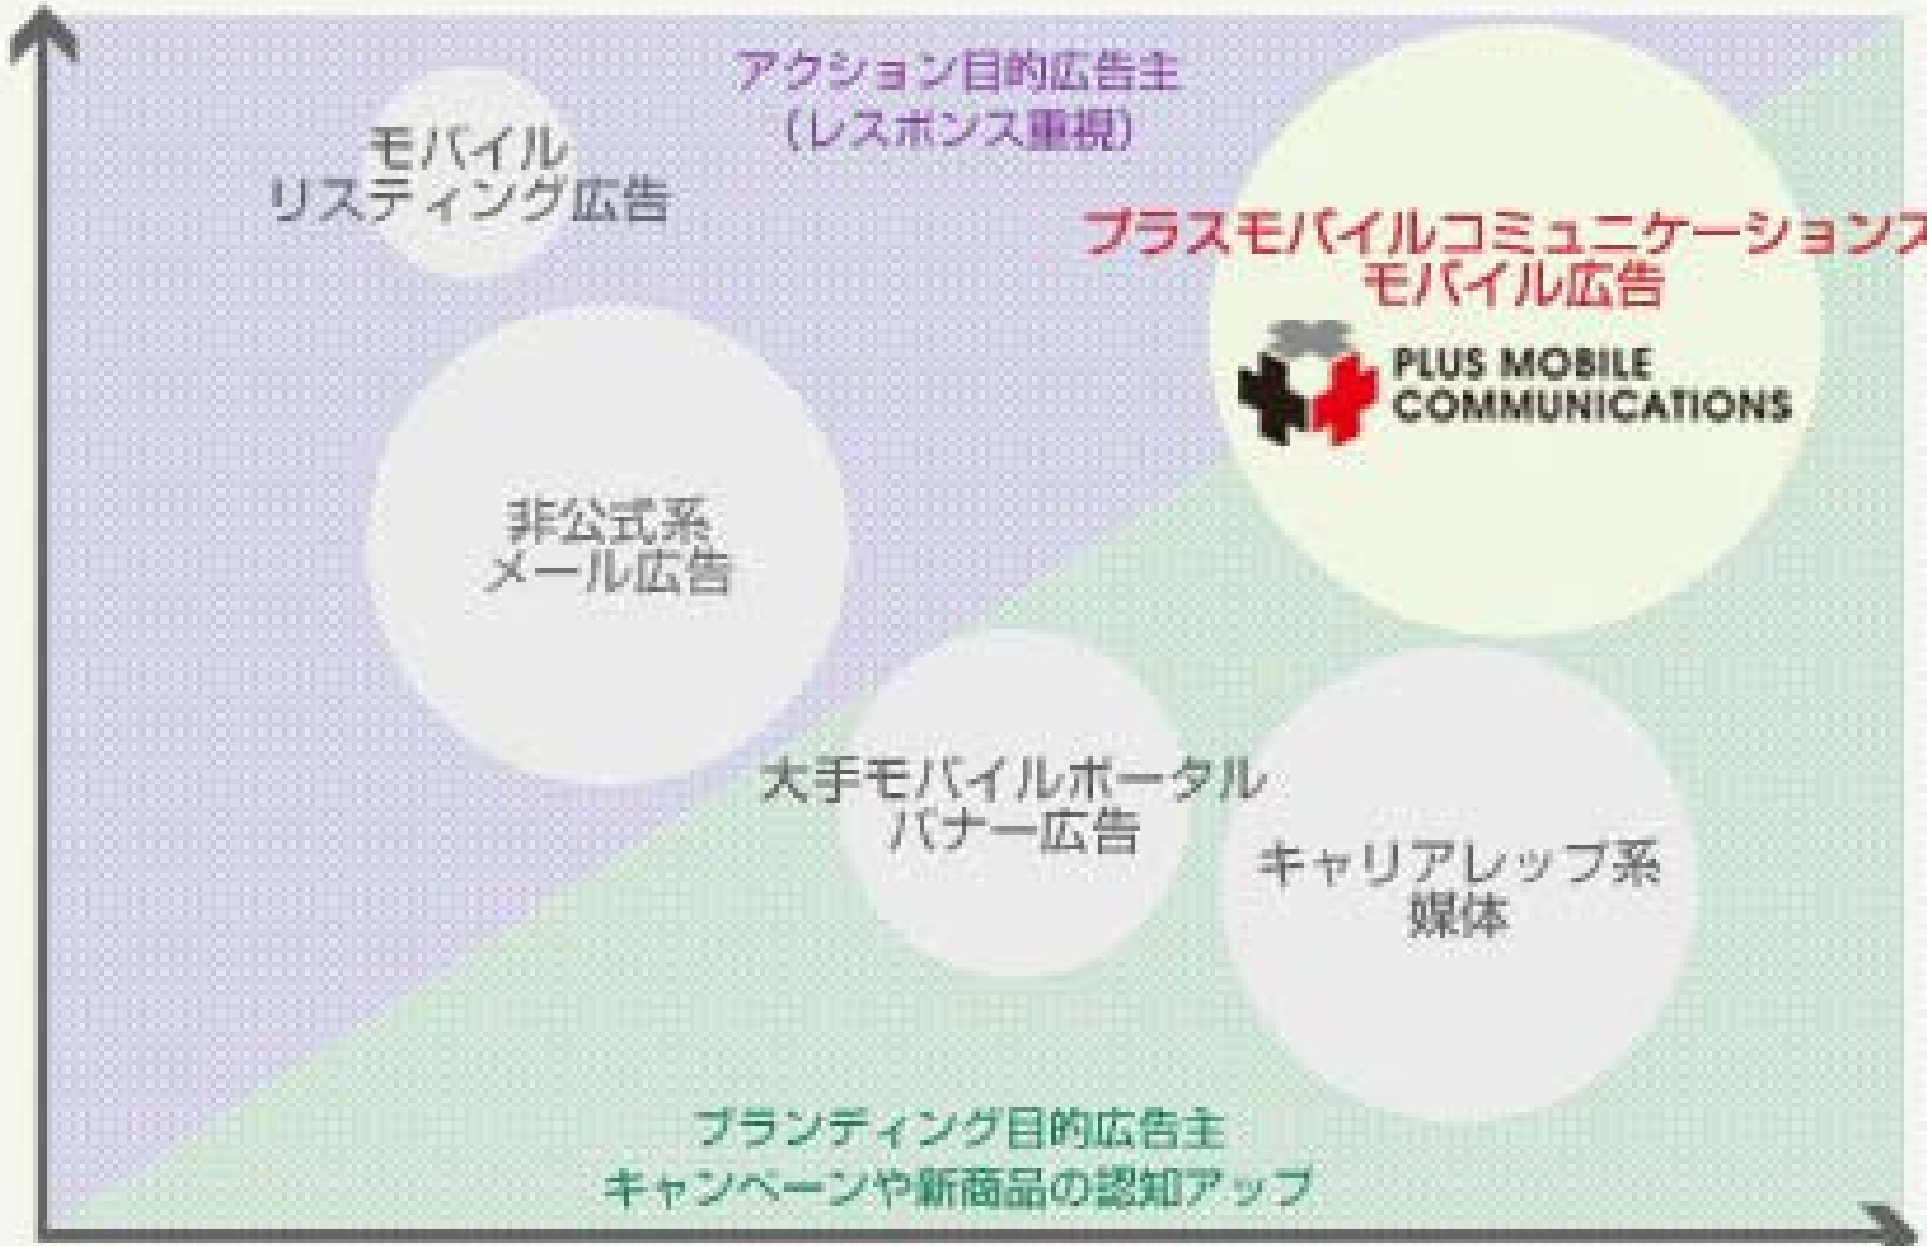 アクション目的広告主
（レスポンス重視）
モバイル
リスティング広告
プラスモバイルコミュニケーションズ
モバイル広告
PLUS MOBILE
COMMUNICATIONS
非公式系
メール広告
大手モバイルポータル
バナー広告
キャリアレップ系
媒体
ブランディング目的広告主
キャンペーンや新商品の認知アップ